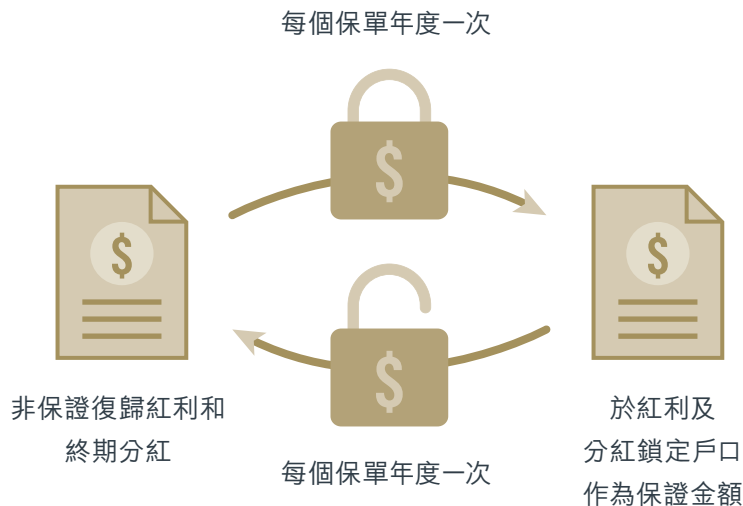 每個保單年度一次
$
$
$
$
非保證復歸紅利和
終期分紅
每個保單年度一次
於紅利及
分紅鎖定戶口
作為保證金額